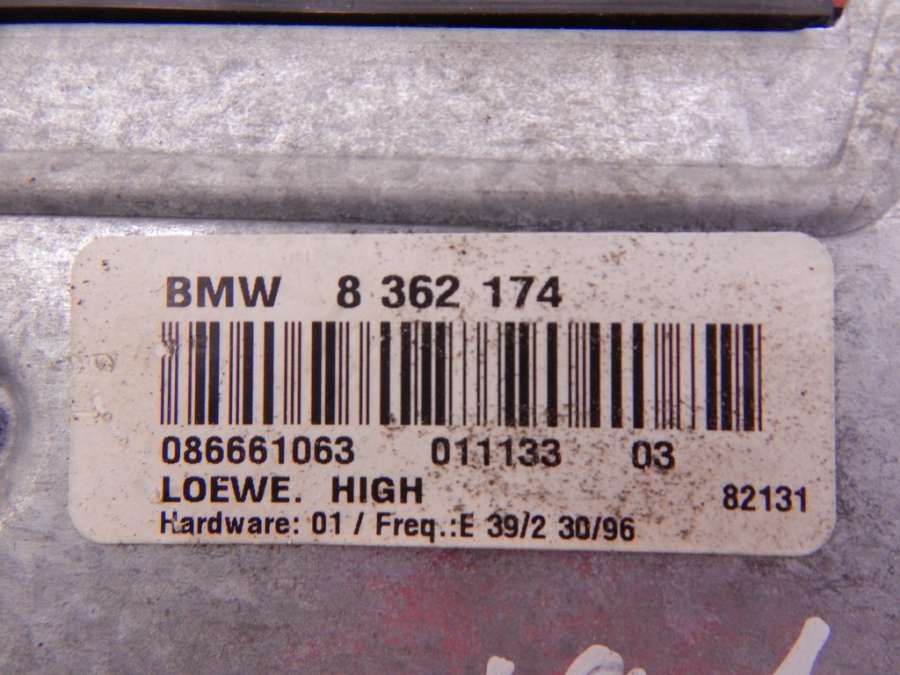 BMW 8 362 174
086661063 011133 03
LOEWE. HIGH 82131
Hardware: 01 / Freq.:E 39/2 30/96